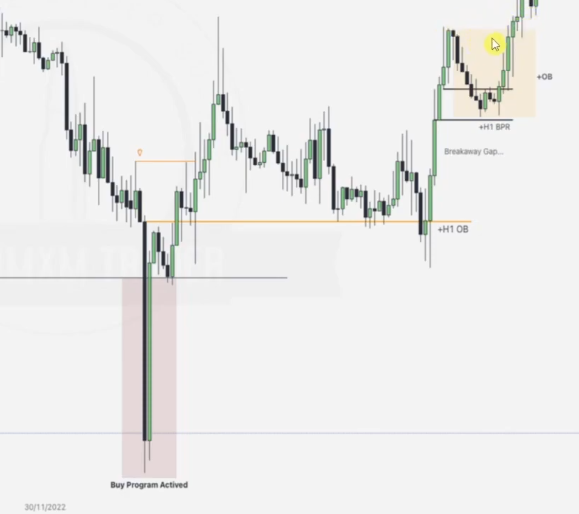 +OB
+H1 BPR
Breakaway Gap...
+H1 OB
Buy Program Actived
30/11/2022